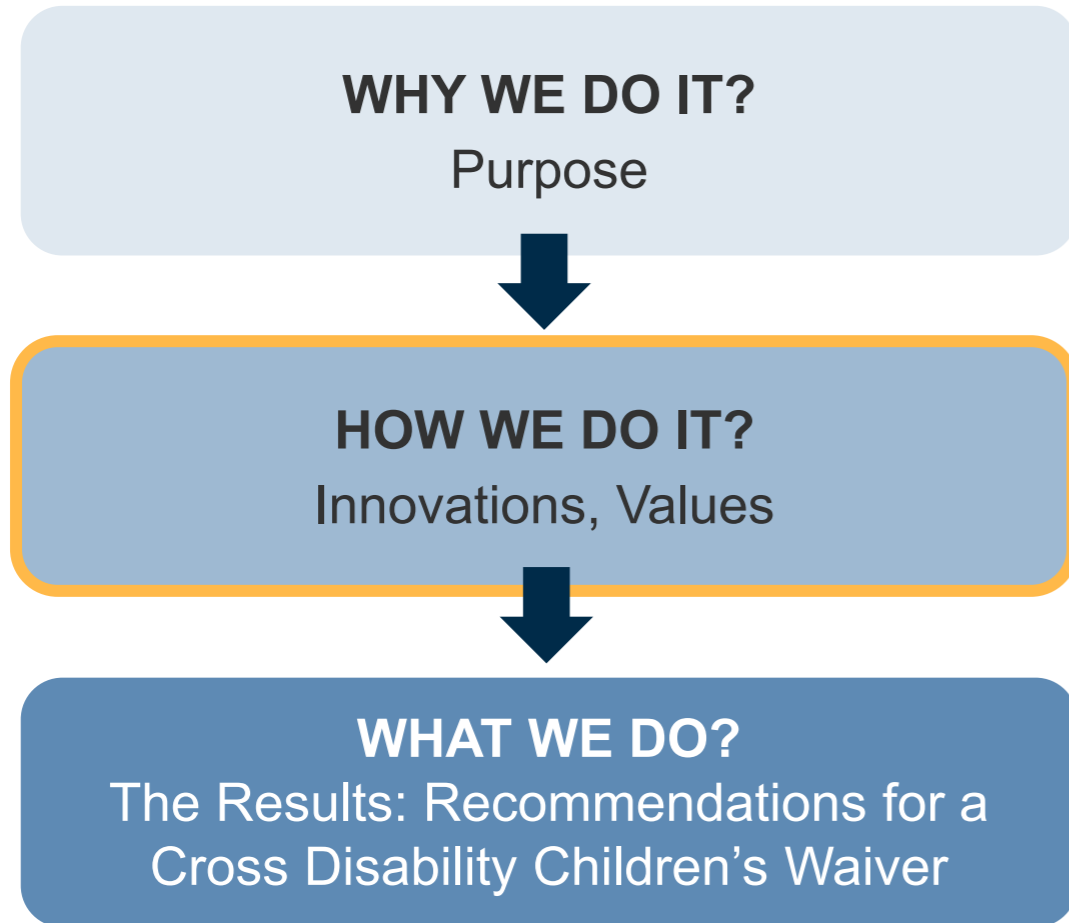 WHY WE DO IT?
Purpose
HOW WE DO IT?
Innovations, Values
WHAT WE DO?
The Results: Recommendations for a
Cross Disability Children’s Waiver